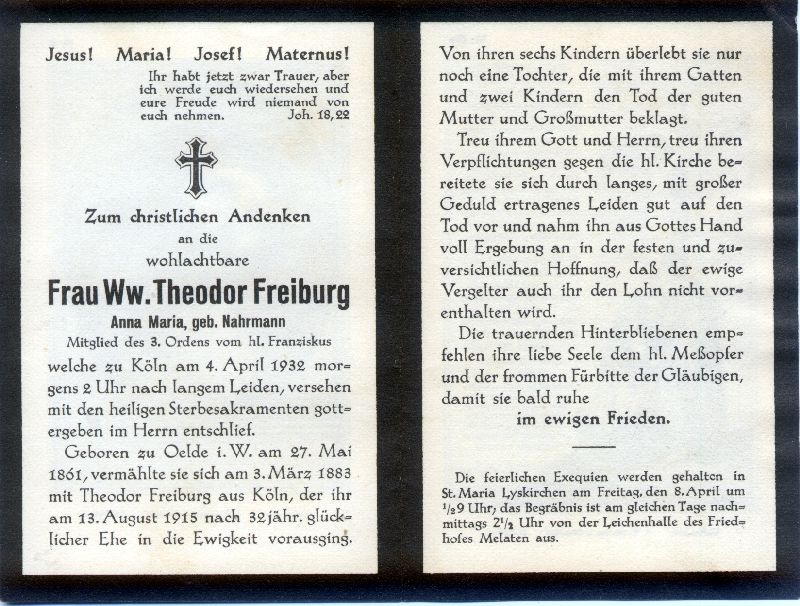 Jesus! Maria! Josef! Maternus!
Ihr habt jetzt zwar Trauer, aber
ich werde euch wiedersehen und
eure Freude wird niemand von
euch nehmen. Joh. 18,22
Zum christlichen Andenken
an die
wohlachtbare
Frau Ww. Theodor Freiburg
Anna Maria, geb. Nahrmann
Mitglied des 3. Ordens vom hl. Franziskus
welche zu Köln am 4. April 1932 mor-
gens 2 Uhr nach langem Leiden, versehen
mit den heiligen Sterbesakramenten gott-
ergeben im Herrn entschlief.
Geboren zu Oelde i. W. am 27. Mai
1861, vermählte sie sich am 3. März 1883
mit Theodor Freiburg aus Köln, der ihr
am 13. August 1915 nach 32jähr. glück-
licher Ehe in die Ewigkeit vorausging.
Von ihren sechs Kindern überlebt sie nur
noch eine Tochter, die mit ihrem Gatten
und zwei Kindern den Tod der guten
Mutter und Großmutter beklagt.
Treu ihrem Gott und Herrn, treu ihren
Verpflichtungen gegen die hl. Kirche be-
reitete sie sich durch langes, mit großer
Geduld ertragenes Leiden gut auf den
Tod vor und nahm ihn aus Gottes Hand
voll Ergebung an in der festen und zu-
versichtlichen Hoffnung, daß der ewige
Vergelter auch ihr den Lohn nicht vor-
enthalten wird.
Die trauernden Hinterbliebenen emp-
fehlen ihre liebe Seele dem hl. Meßopfer
und der frommen Fürbitte der Gläubigen,
damit sie bald ruhe
im ewigen Frieden.
Die feierlichen Exequien werden gehalten in
St. Maria Lyskirchen am Freitag, den 8. April um
1/29 Uhr; das Begräbnis ist am gleichen Tage nach-
mittags 2 1/2 Uhr von der Leichenhalle des Fried-
hofes Melaten aus.